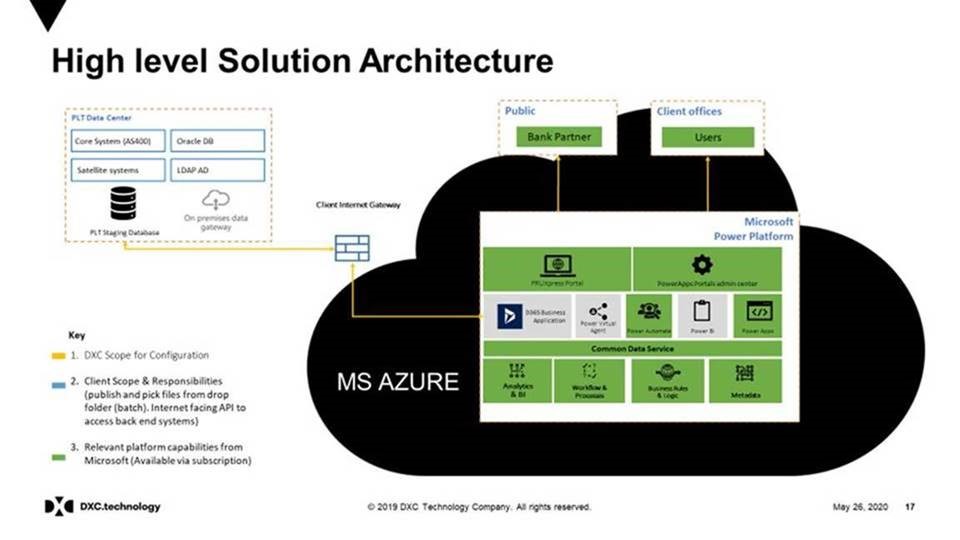 High level Solution Architecture
PLT Data Center
Core System (AS400)
Oracle DB
Satellite systems
LDAP AD
PLT Staging Database
On premises data
gateway
Client Internet Gateway
Public
Bank Partner
Client offices
Users
Microsoft
Power Platform
PRUXpress Portal
PowerApps Portals admin center
D365 Business
Application
Power Virtual
Agent
Power Automate
Power BI
Power Apps
Common Data Service
Analytics
& BI
Workflow &
Processes
Business Rules
& Logic
Metadata
MS AZURE
Key
1. DXC Scope for Configuration
2. Client Scope & Responsibilities
(publish and pick files from drop
folder (batch). Internet facing API to
access back end systems)
3. Relevant platform capabilities from
Microsoft (Available via subscription)
DXC.technology
© 2019 DXC Technology Company. All rights reserved.
May 26, 2020 17